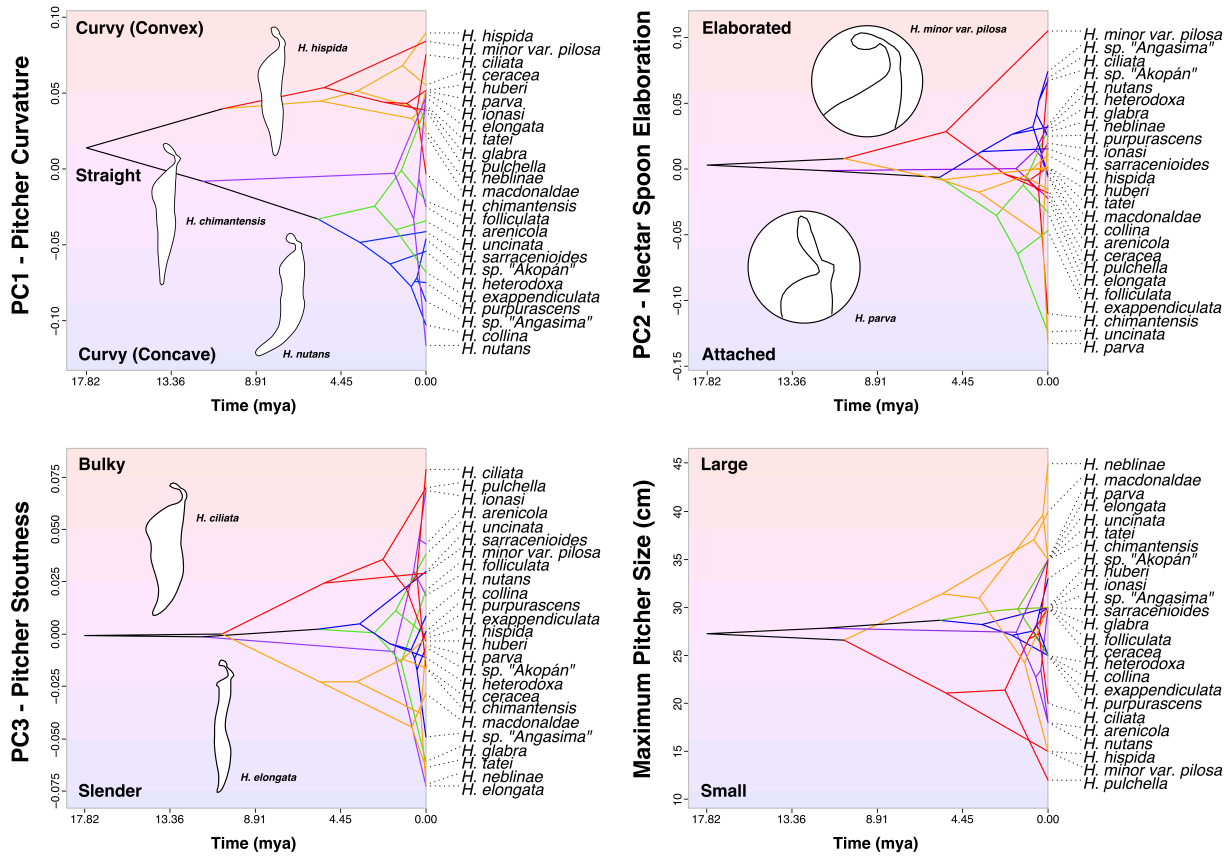 PC1 - Pitcher Curvature
0.10
0.05
0.00
-0.05
-0.10
Curvy (Convex)
H. hispida
Straight
H. chimantensis
Curvy (Concave)
H. nutans
17.82
13.36
8.91
4.45
0.00
Time (mya)
H. hispida
H. minor var. pilosa
H. ciliata
H. ceracea
H. huberi
H. parva
H. ionasi
H. elongata
H. tatei
H. glabra
H. pulchella
H. neblinae
H. macdonaldae
H. chimantensis
H. folliculata
H. arenicola
H. uncinata
H. sarracenioides
H. sp. "Akopán"
H. heterodoxa
H. exappendiculata
H. purpurascens
H. sp. "Angasima"
H. collina
H. nutans
PC2 - Nectar Spoon Elaboration
0.10
0.05
0.00
-0.05
-0.10
-0.15
Elaborated
H. minor var. pilosa
H. parva
Attached
17.82
13.36
8.91
4.45
0.00
Time (mya)
H. minor var. pilosa
H. sp. "Angasima"
H. ciliata
H. sp. "Akopán"
H. nutans
H. heterodoxa
H. glabra
H. neblinae
H. purpurascens
H. ionasi
H. sarracenioides
H. hispida
H. huberi
H. tatei
H. macdonaldae
H. collina
H. arenicola
H. ceracea
H. pulchella
H. elongata
H. folliculata
H. exappendiculata
H. chimantensis
H. uncinata
H. parva
PC3 - Pitcher Stoutness
0.075
0.050
0.025
0.000
-0.025
-0.050
-0.075
Bulky
H. ciliata
H. elongata
Slender
17.82
13.36
8.91
4.45
0.00
Time (mya)
H. ciliata
H. pulchella
H. ionasi
H. arenicola
H. uncinata
H. sarracenioides
H. minor var. pilosa
H. folliculata
H. nutans
H. collina
H. purpurascens
H. exappendiculata
H. hispida
H. huberi
H. parva
H. sp. "Akopán"
H. heterodoxa
H. ceracea
H. chimantensis
H. macdonaldae
H. sp. "Angasima"
H. glabra
H. tatei
H. neblinae
H. elongata
Maximum Pitcher Size (cm)
45
40
35
30
25
20
15
10
Large
Small
17.82
13.36
8.91
4.45
0.00
Time (mya)
H. neblinae
H. macdonaldae
H. parva
H. elongata
H. uncinata
H. tatei
H. chimantensis
H. sp. "Akopán"
H. huberi
H. ionasi
H. sp. "Angasima"
H. sarracenioides
H. glabra
H. folliculata
H. ceracea
H. heterodoxa
H. collina
H. exappendiculata
H. purpurascens
H. ciliata
H. arenicola
H. nutans
H. hispida
H. minor var. pilosa
H. pulchella